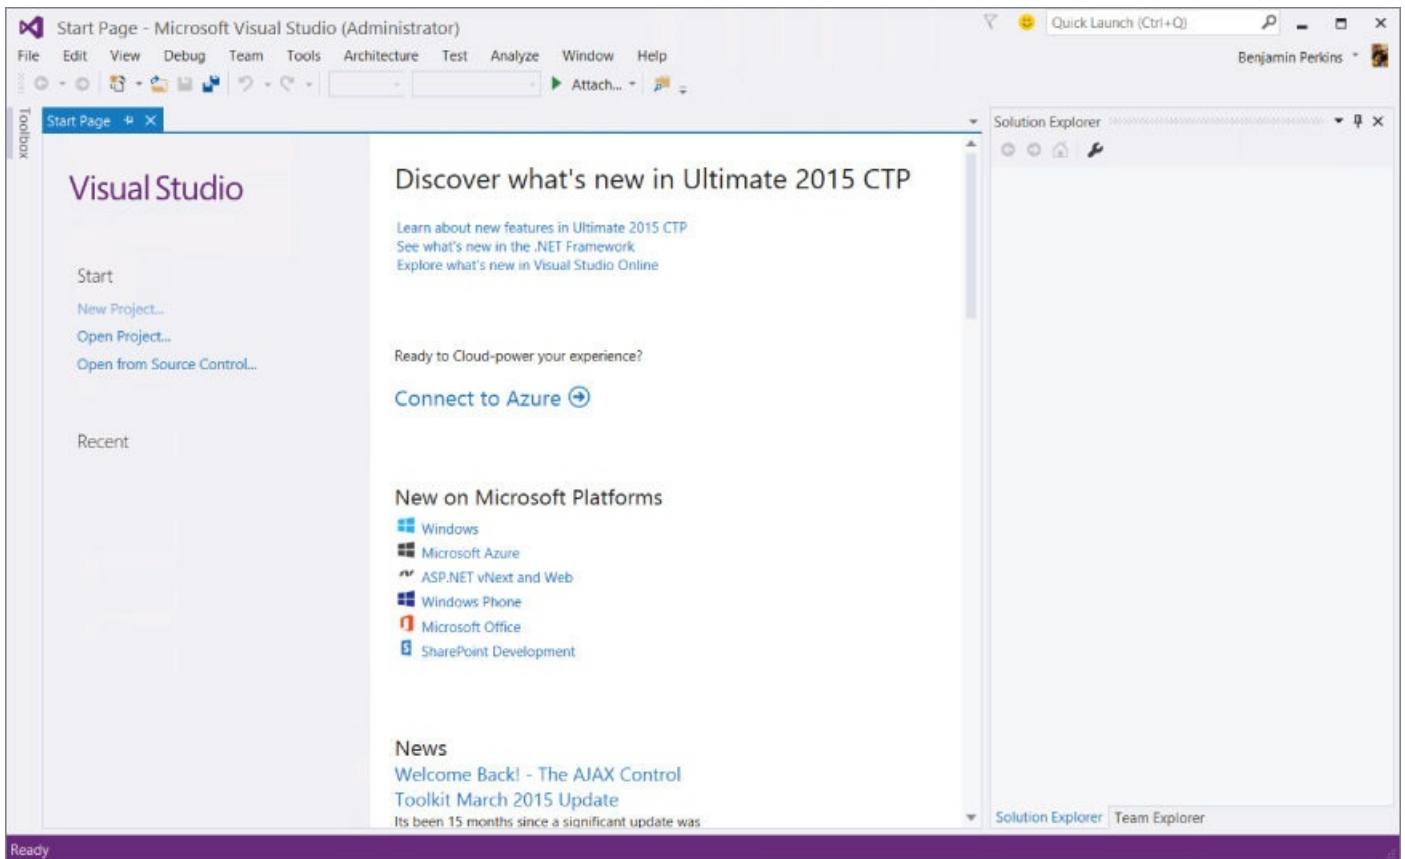 Start Page - Microsoft Visual Studio (Administrator)
Quick Launch (Ctrl+Q)
File Edit View Debug Team Tools Architecture Test Analyze Window Help
Benjamin Perkins
Attach...
Toolbox
Start Page
Solution Explorer
Visual Studio
Start
New Project...
Open Project...
Open from Source Control...
Recent
Discover what's new in Ultimate 2015 CTP
Learn about new features in Ultimate 2015 CTP
See what's new in the .NET Framework
Explore what's new in Visual Studio Online
Ready to Cloud-power your experience?
Connect to Azure
New on Microsoft Platforms
Windows
Microsoft Azure
ASP.NET vNext and Web
Windows Phone
Microsoft Office
SharePoint Development
News
Welcome Back! - The AJAX Control
Toolkit March 2015 Update
Its been 15 months since a significant update was
Solution Explorer Team Explorer
Ready